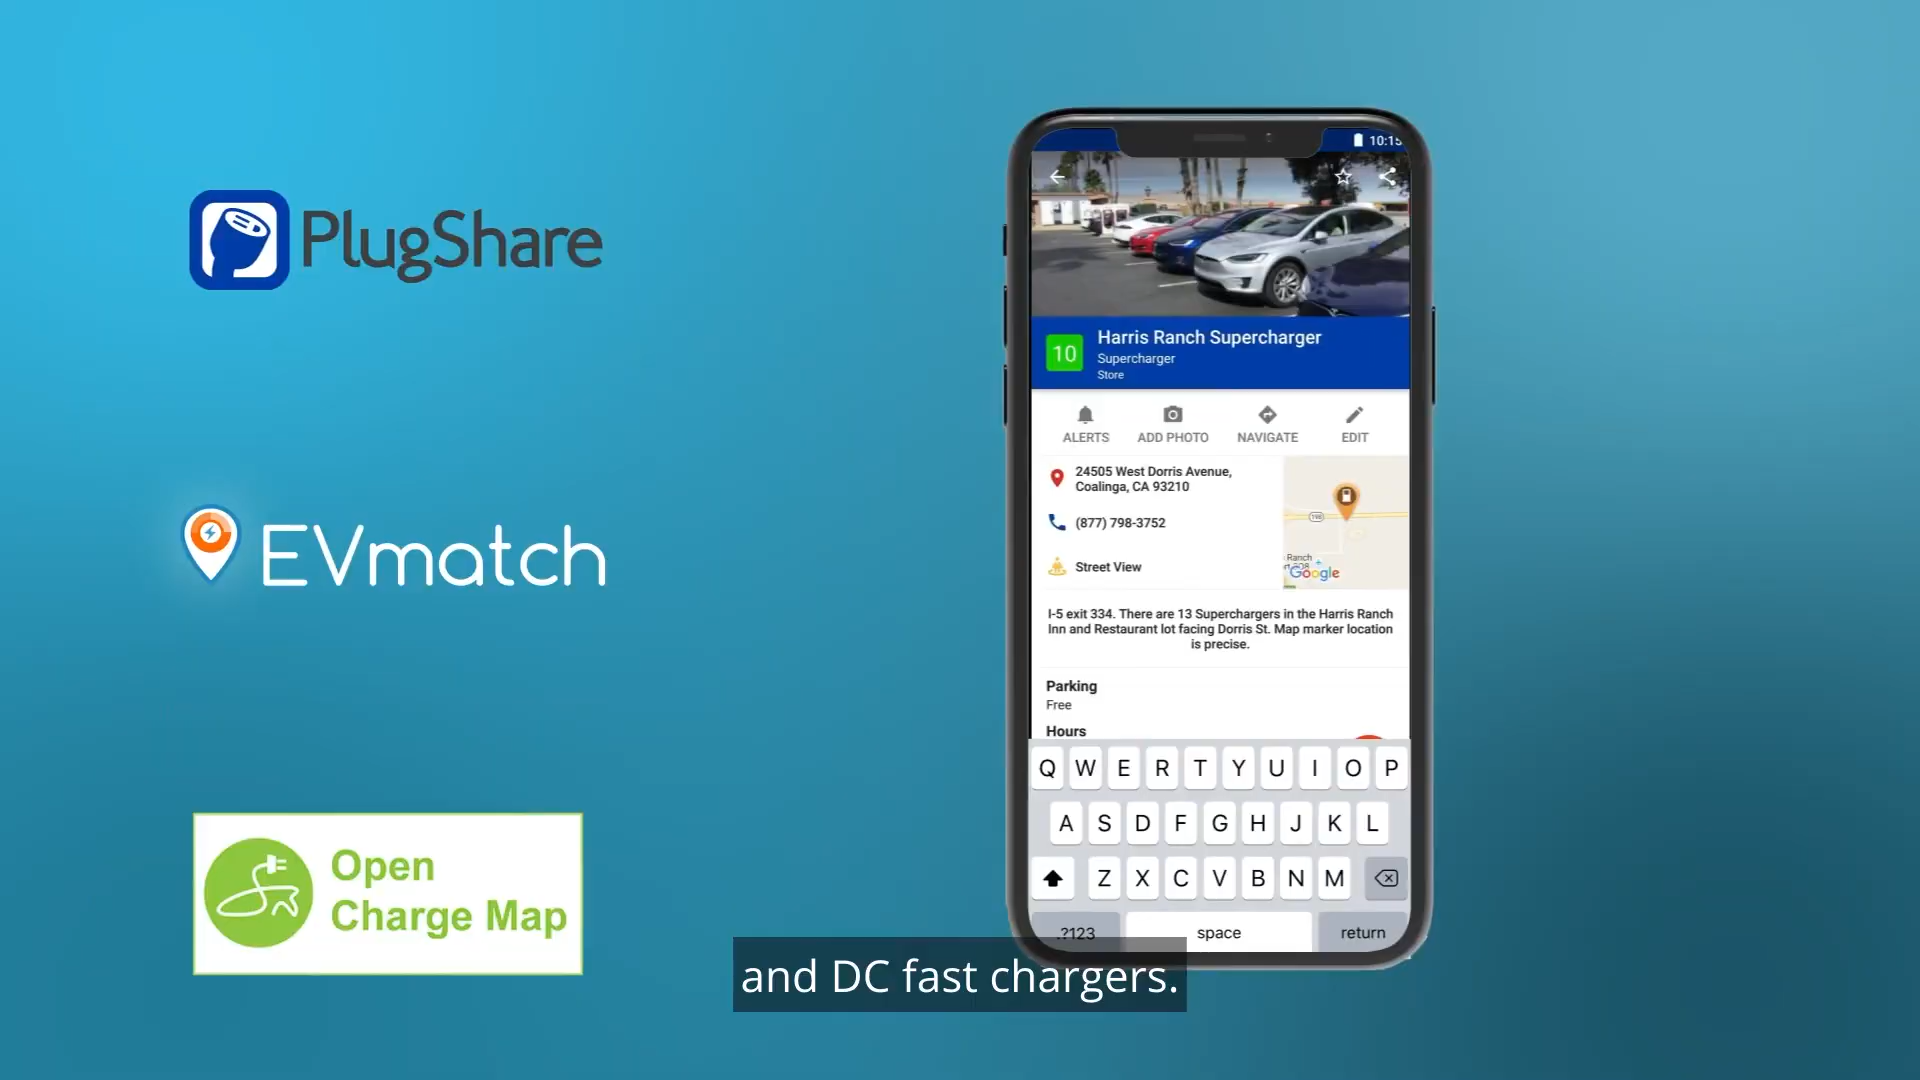 PlugShare
EVmatch
Open
Charge Map
10:15
10
Harris Ranch Supercharger
Supercharger
Store
ALERTS
ADD PHOTO
NAVIGATE
EDIT
24505 West Dorris Avenue,
Coalinga, CA 93210
(877) 798-3752
Street View
198
Ranch
Google
I-5 exit 334. There are 13 Superchargers in the Harris Ranch
Inn and Restaurant lot facing Dorris St. Map marker location
is precise.
Parking
Free
Hours
Q W E R T Y U I O P
A S D F G H J K L
Z X C V B N M
.?123 space return
and DC fast chargers.